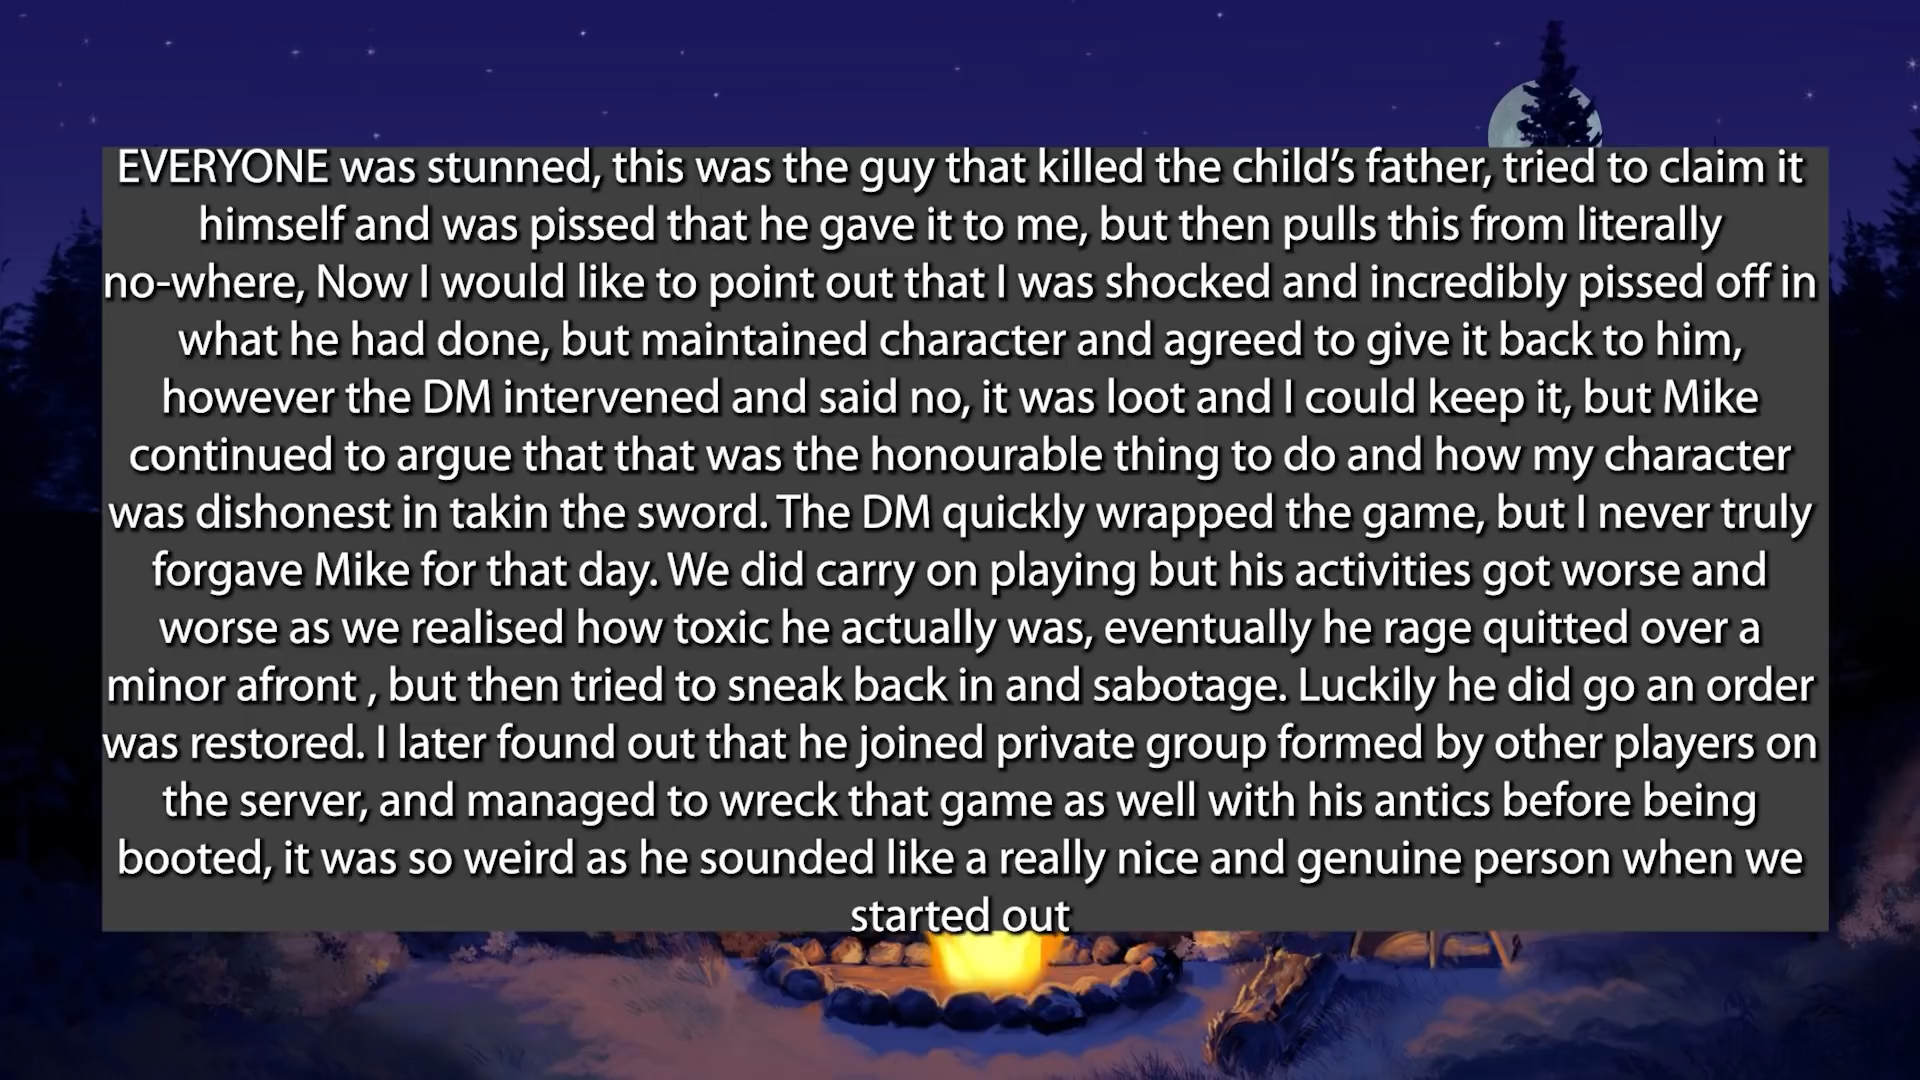 EVERYONE was stunned, this was the guy that killed the child’s father, tried to claim it
himself and was pissed that he gave it to me, but then pulls this from literally
no-where, Now I would like to point out that I was shocked and incredibly pissed off in
what he had done, but maintained character and agreed to give it back to him,
however the DM intervened and said no, it was loot and I could keep it, but Mike
continued to argue that that was the honourable thing to do and how my character
was dishonest in takin the sword. The DM quickly wrapped the game, but I never truly
forgave Mike for that day. We did carry on playing but his activities got worse and
worse as we realised how toxic he actually was, eventually he rage quitted over a
minor afront , but then tried to sneak back in and sabotage. Luckily he did go an order
was restored. I later found out that he joined private group formed by other players on
the server, and managed to wreck that game as well with his antics before being
booted, it was so weird as he sounded like a really nice and genuine person when we
started out